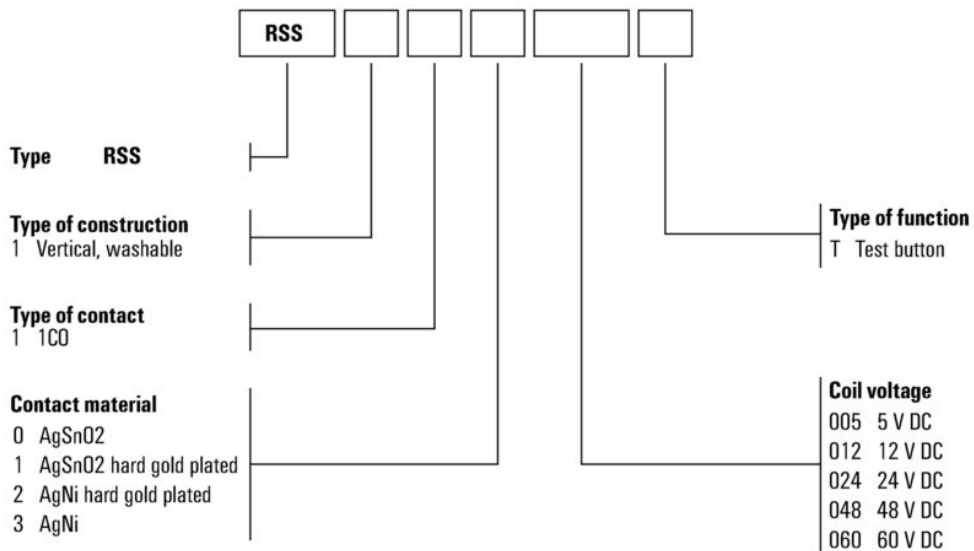 RSS
Type RSS
Type of construction
1 Vertical, washable
Type of contact
1 1CO
Contact material
0 AgSnO2
1 AgSnO2 hard gold plated
2 AgNi hard gold plated
3 AgNi
Type of function
T Test button
Coil voltage
005 5 V DC
012 12 V DC
024 24 V DC
048 48 V DC
060 60 V DC